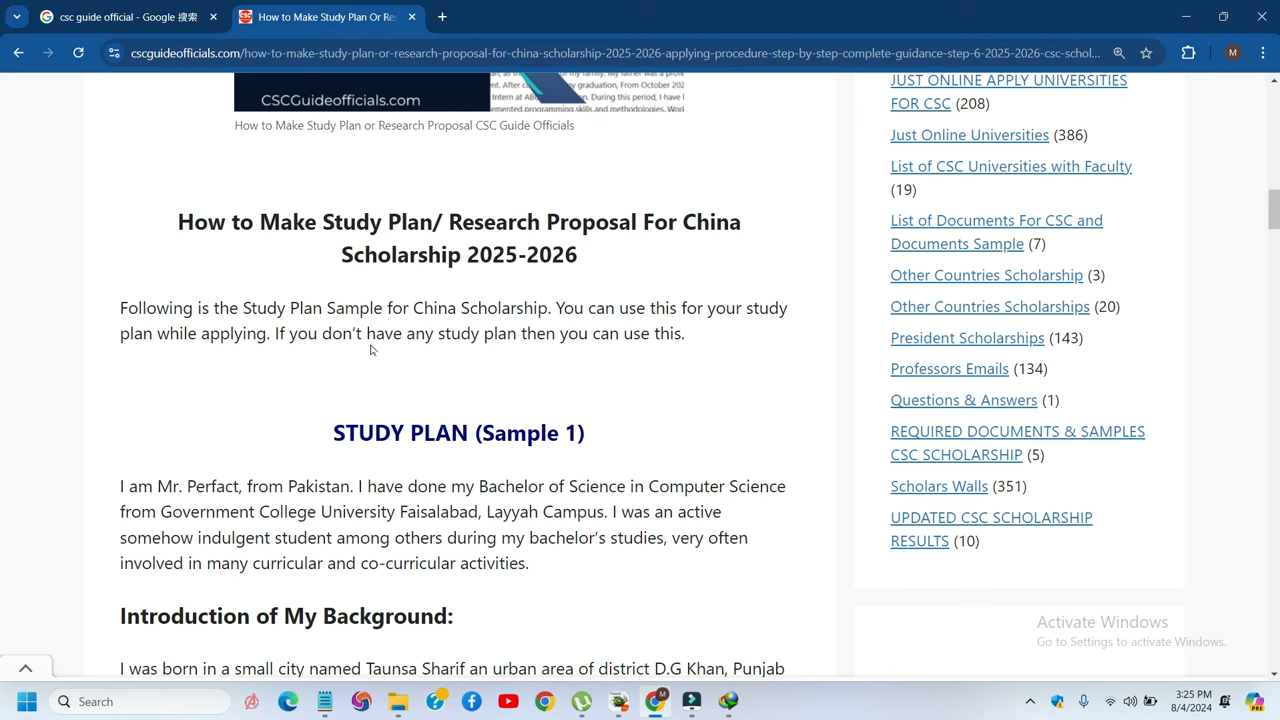 csc guide official - Google 搜索
How to Make Study Plan Or Res
cscguideofficials.com/how-to-make-study-plan-or-research-proposal-for-china-scholarship-2025-2026-applying-procedure-step-by-step-complete-guidance-step-6-2025-2026-csc-schol...
M
CSCGuideofficials.com
How to Make Study Plan or Research Proposal CSC Guide Officials
How to Make Study Plan/ Research Proposal For China
Scholarship 2025-2026
Following is the Study Plan Sample for China Scholarship. You can use this for your study
plan while applying. If you don't have any study plan then you can use this.
STUDY PLAN (Sample 1)
I am Mr. Perfact, from Pakistan. I have done my Bachelor of Science in Computer Science
from Government College University Faisalabad, Layyah Campus. I was an active
somehow indulgent student among others during my bachelor's studies, very often
involved in many curricular and co-curricular activities.
Introduction of My Background:
I was born in a small city named Taunsa Sharif an urban area of district D.G Khan, Punjab
JUST ONLINE APPLY UNIVERSITIES
FOR CSC (208)
Just Online Universities (386)
List of CSC Universities with Faculty
(19)
List of Documents For CSC and
Documents Sample (7)
Other Countries Scholarship (3)
Other Countries Scholarships (20)
President Scholarships (143)
Professors Emails (134)
Questions & Answers (1)
REQUIRED DOCUMENTS & SAMPLES
CSC SCHOLARSHIP (5)
Scholars Walls (351)
UPDATED CSC SCHOLARSHIP
RESULTS (10)
Activate Windows
Go to Settings to activate Windows.
Search
3:25 PM
8/4/2024